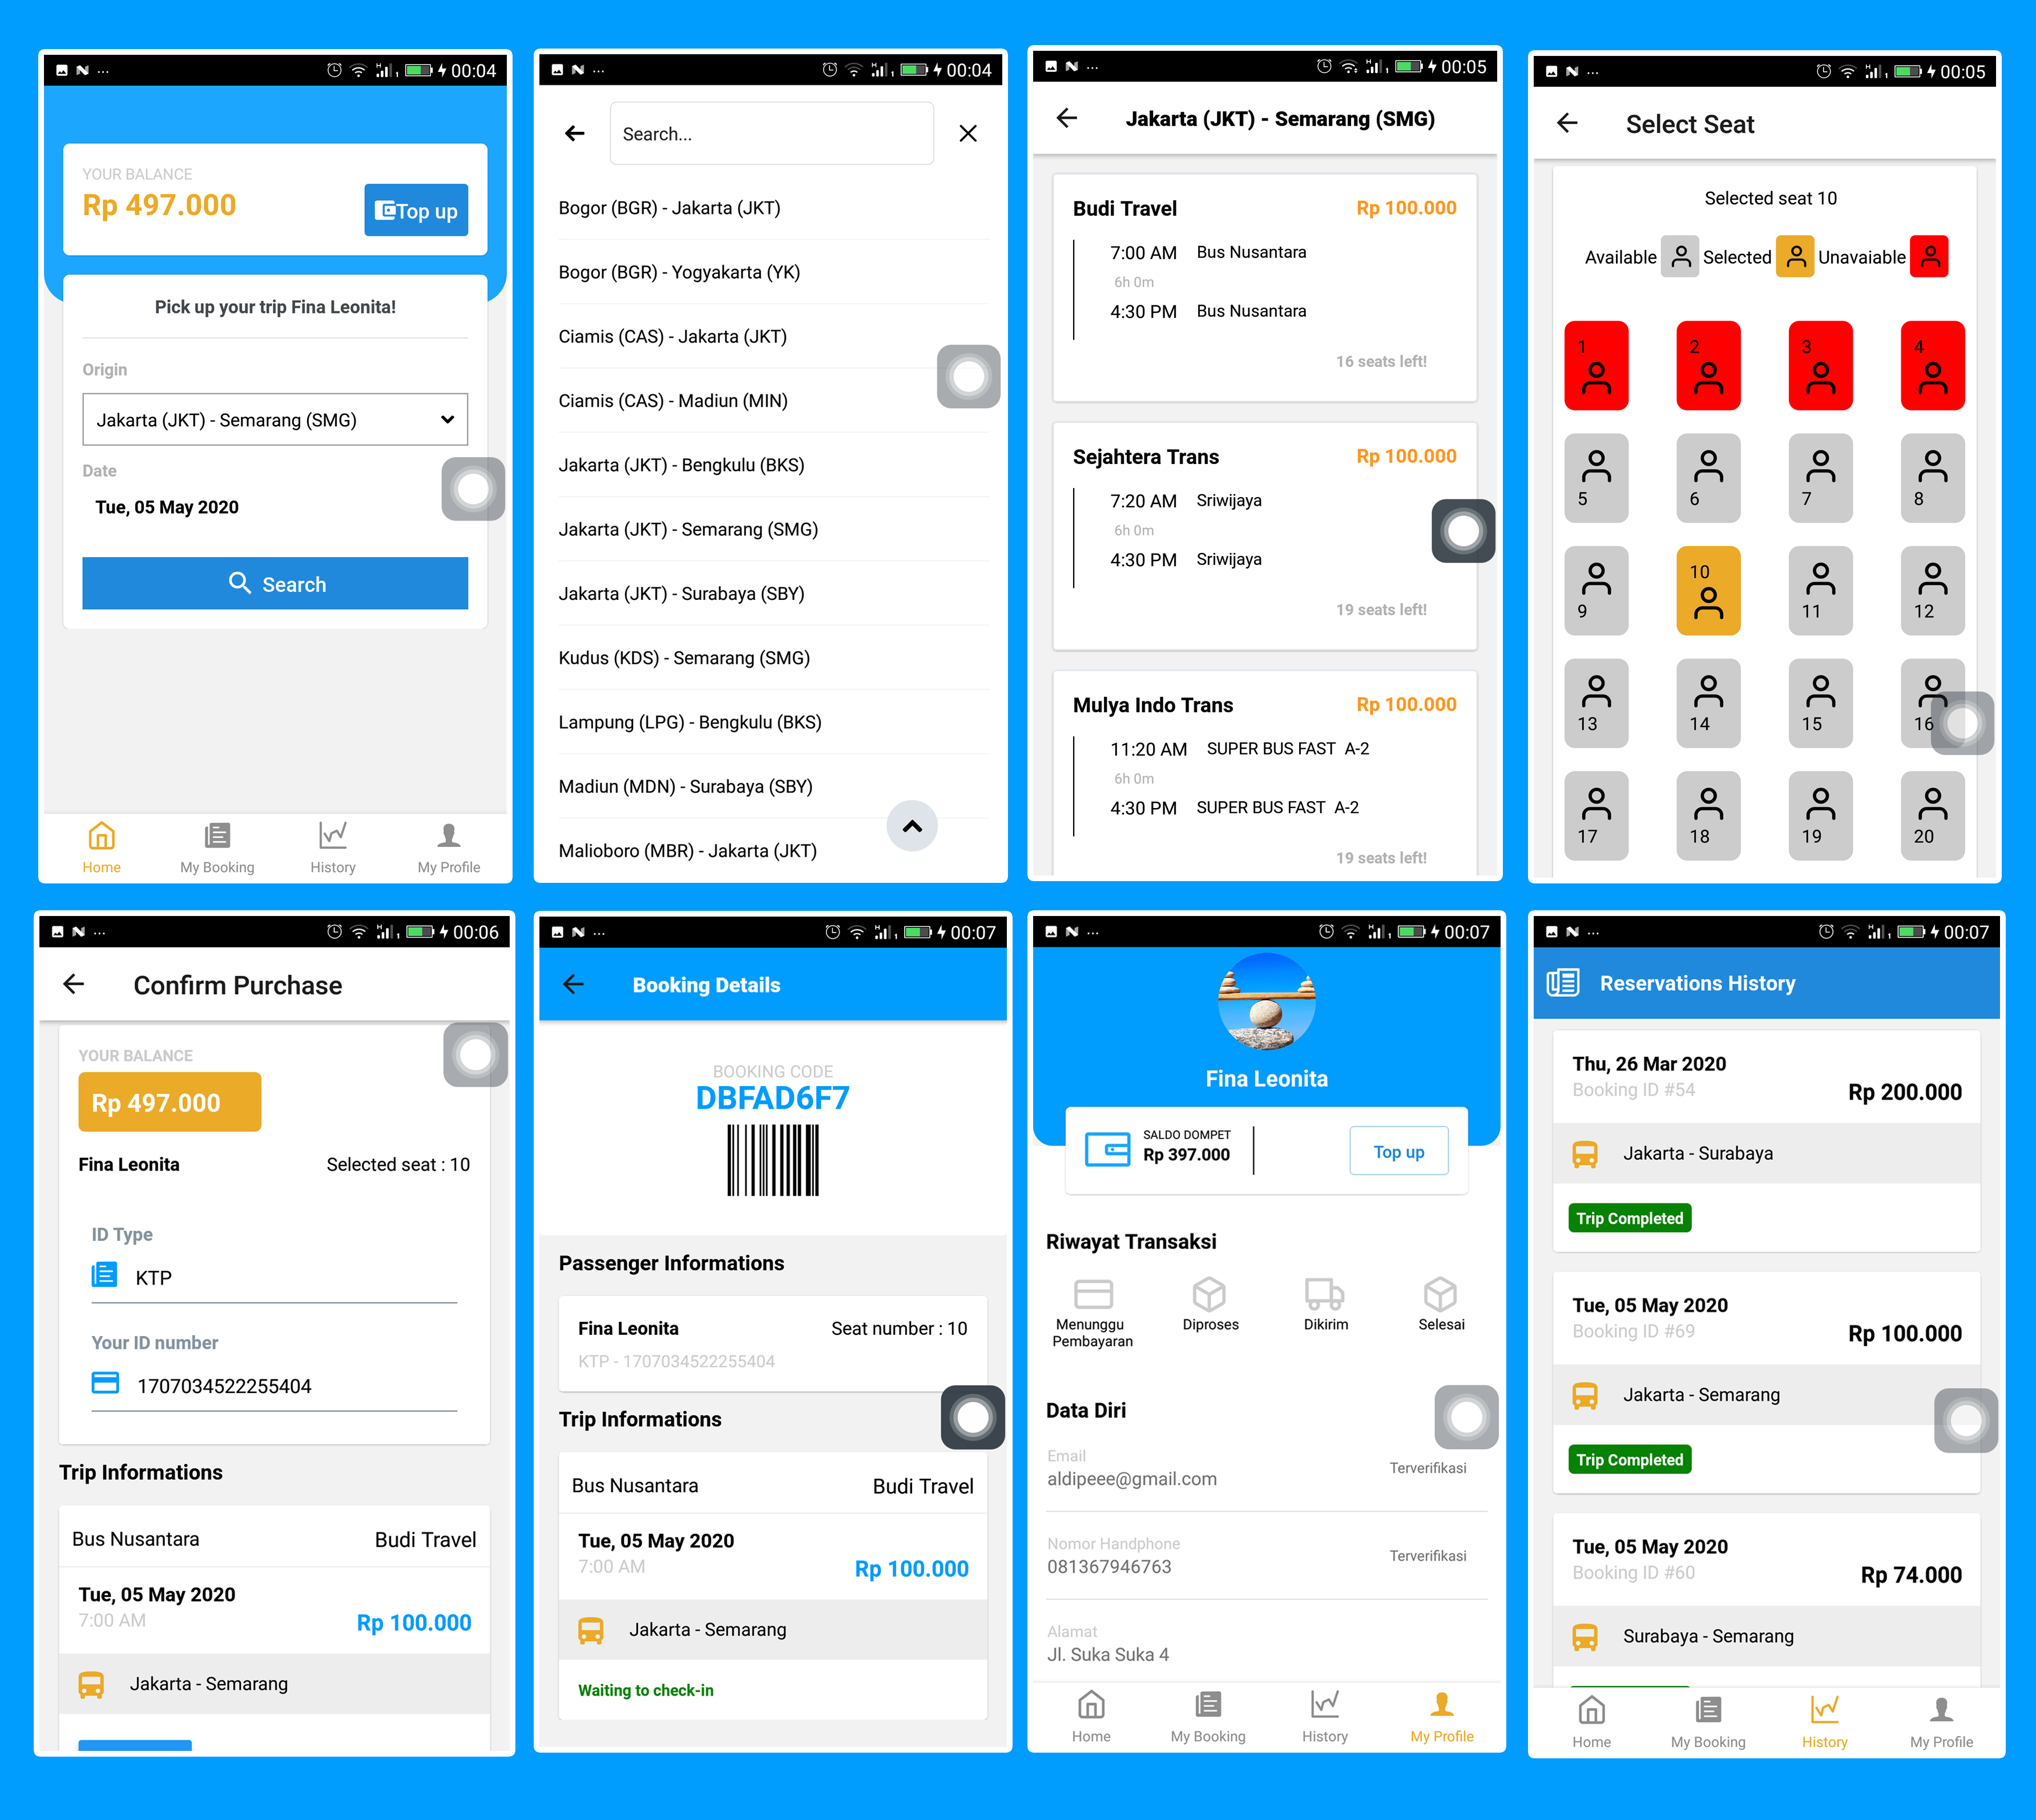 00:04
YOUR BALANCE
Rp 497.000
Top up
Pick up your trip Fina Leonita!
Origin
Jakarta (JKT) - Semarang (SMG)
Date
Tue, 05 May 2020
Search
Home
My Booking
History
My Profile
00:04
Search...
Bogor (BGR) - Jakarta (JKT)
Bogor (BGR) - Yogyakarta (YK)
Ciamis (CAS) - Jakarta (JKT)
Ciamis (CAS) - Madiun (MIN)
Jakarta (JKT) - Bengkulu (BKS)
Jakarta (JKT) - Semarang (SMG)
Jakarta (JKT) - Surabaya (SBY)
Kudus (KDS) - Semarang (SMG)
Lampung (LPG) - Bengkulu (BKS)
Madiun (MDN) - Surabaya (SBY)
Malioboro (MBR) - Jakarta (JKT)
00:05
Jakarta (JKT) - Semarang (SMG)
Budi Travel Rp 100.000
7:00 AM Bus Nusantara
6h 0m
4:30 PM Bus Nusantara
16 seats left!
Sejahtera Trans Rp 100.000
7:20 AM Sriwijaya
6h 0m
4:30 PM Sriwijaya
19 seats left!
Mulya Indo Trans Rp 100.000
11:20 AM SUPER BUS FAST A-2
6h 0m
4:30 PM SUPER BUS FAST A-2
19 seats left!
00:05
Select Seat
Selected seat 10
Available Selected Unavaiable
1 2 3 4
5 6 7 8
9 10 11 12
13 14 15 16
17 18 19 20
00:06
Confirm Purchase
YOUR BALANCE
Rp 497.000
Fina Leonita Selected seat : 10
ID Type
KTP
Your ID number
1707034522255404
Trip Informations
Bus Nusantara Budi Travel
Tue, 05 May 2020
7:00 AM
Rp 100.000
Jakarta - Semarang
00:07
Booking Details
BOOKING CODE
DBFAD6F7
Passenger Informations
Fina Leonita Seat number : 10
KTP - 1707034522255404
Trip Informations
Bus Nusantara Budi Travel
Tue, 05 May 2020
7:00 AM
Rp 100.000
Jakarta - Semarang
Waiting to check-in
00:07
Fina Leonita
SALDO DOMPET
Rp 397.000
Top up
Riwayat Transaksi
Menunggu Pembayaran
Diproses
Dikirim
Selesai
Data Diri
Email
aldipeee@gmail.com
Terverifikasi
Nomor Handphone
081367946763
Terverifikasi
Alamat
Jl. Suka Suka 4
Home
My Booking
History
My Profile
00:07
Reservations History
Thu, 26 Mar 2020
Booking ID #54
Rp 200.000
Jakarta - Surabaya
Trip Completed
Tue, 05 May 2020
Booking ID #69
Rp 100.000
Jakarta - Semarang
Trip Completed
Tue, 05 May 2020
Booking ID #60
Rp 74.000
Surabaya - Semarang
Home
My Booking
History
My Profile